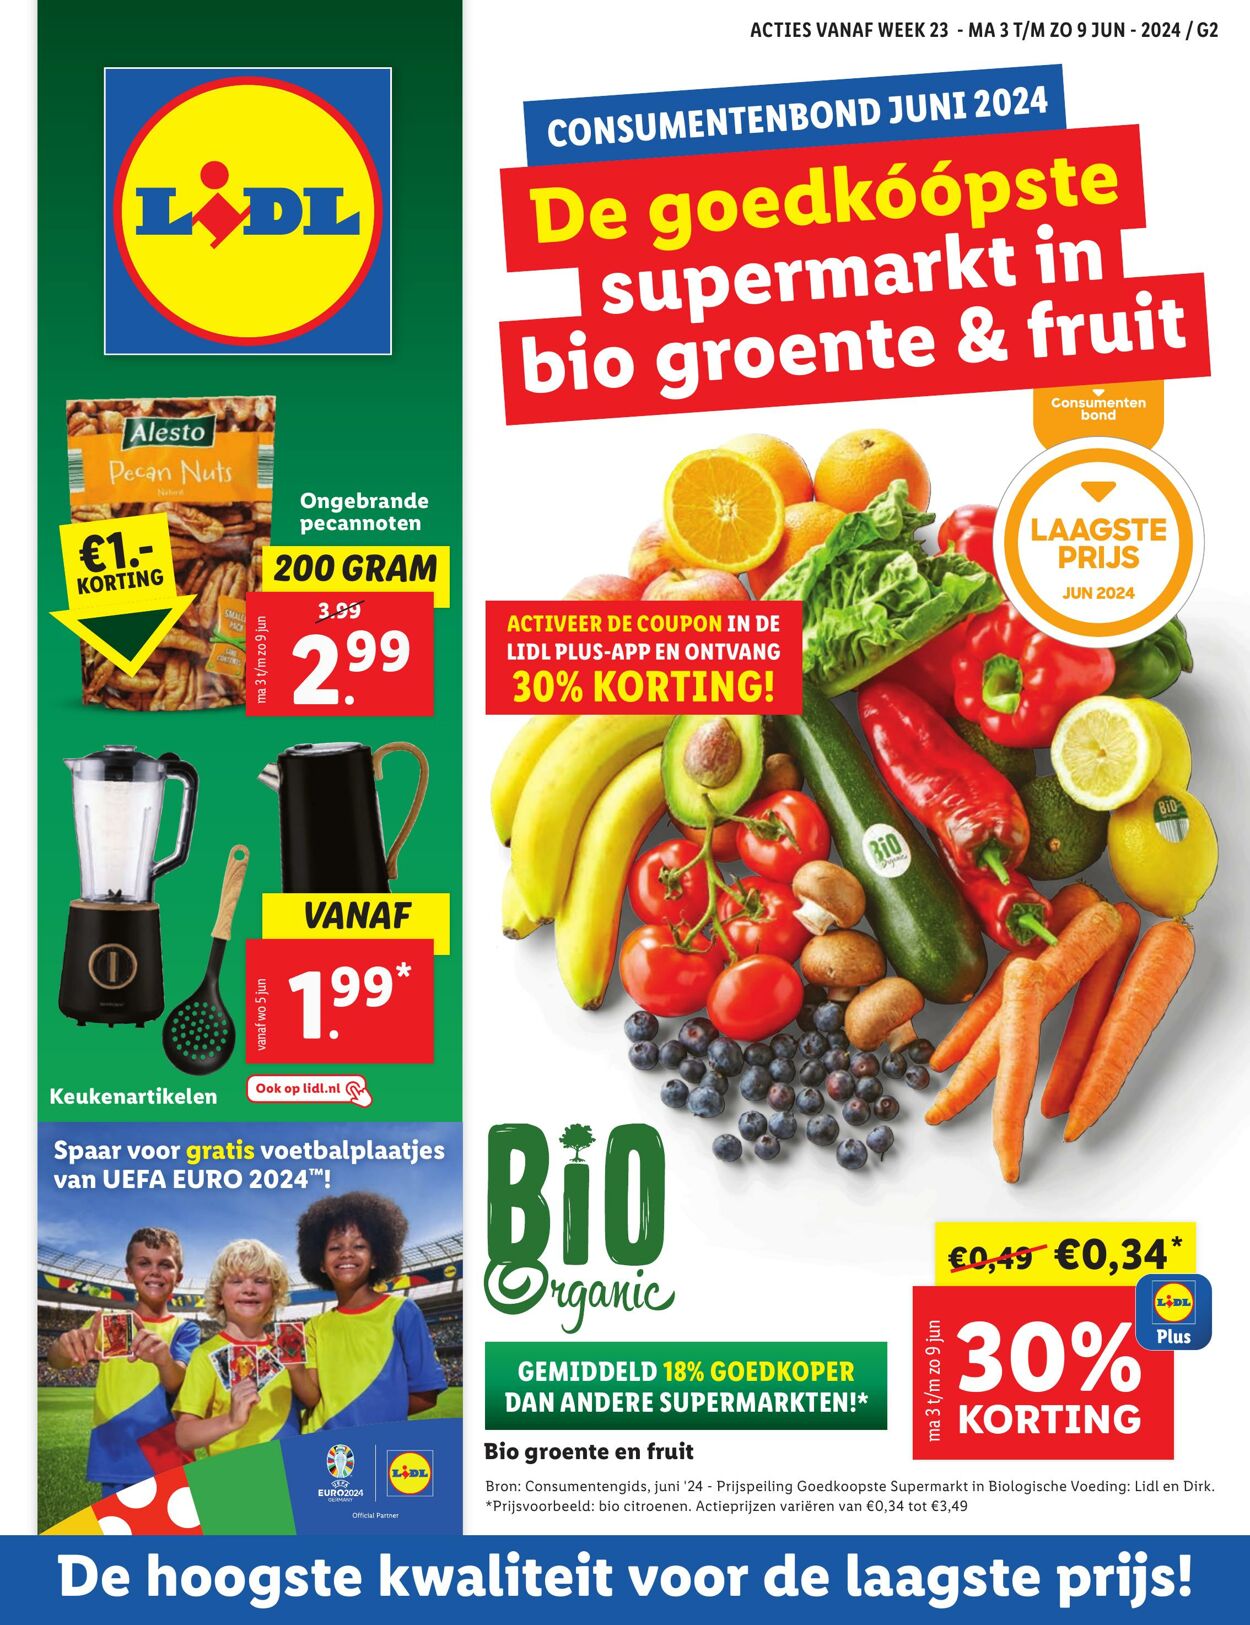 ACTIES VANAF WEEK 23 - MA 3 T/M ZO 9 JUN - 2024 / G2
LIDL
CONSUMENTENBOND JUNI 2024
De goedkóópste
supermarkt in
bio groente & fruit
Consumenten
bond
LAAGSTE
PRIJS
JUN 2024
Alesto
Pecan Nuts
Natural
€1.-
KORTING
Ongebrande
pecannoten
200 GRAM
3.99
2.99
ma 3 t/m zo 9 jun
ACTIVEER DE COUPON IN DE
LIDL PLUS-APP EN ONTVANG
30% KORTING!
BiO
Organic
BiO
VANAF
1.99*
vanaf wo 5 jun
Keukenartikelen
Ook op lidl.nl
Spaar voor gratis voetbalplaatjes
van UEFA EURO 2024™!
UEFA
EURO2024
GERMANY
LIDL
Official Partner
BiO
Organic
GEMIDDELD 18% GOEDKOPER
DAN ANDERE SUPERMARKTEN!*
€0,49 €0,34*
LIDL
Plus
ma 3 t/m zo 9 jun
30%
KORTING
Bio groente en fruit
Bron: Consumentengids, juni '24 - Prijspeiling Goedkoopste Supermarkt in Biologische Voeding: Lidl en Dirk.
*Prijsvoorbeeld: bio citroenen. Actieprijzen variëren van €0,34 tot €3,49
De hoogste kwaliteit voor de laagste prijs!